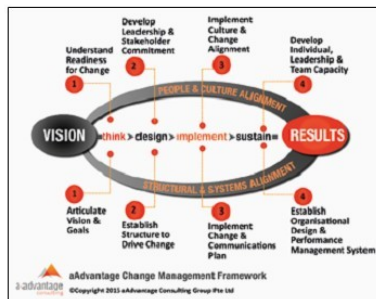 Understand
Readiness
for Change
Develop
Leadership &
Stakeholder
Commitment
Implement
Culture &
Change
Alignment
Develop
Individual,
Leadership &
Team Capacity
1
2
3
4
PEOPLE & CULTURE ALIGNMENT
VISION
think > design > implement > sustain
RESULTS
STRUCTURAL & SYSTEMS ALIGNMENT
1
2
3
4
Articulate
Vision &
Goals
Establish
Structure to
Drive Change
Implement
Change &
Communications
Plan
Establish
Organisational
Design &
Performance
Management System
a-advantage
consulting
aAdvantage Change Management Framework
©Copyright 2015 aAdvantage Consulting Group Pte Ltd